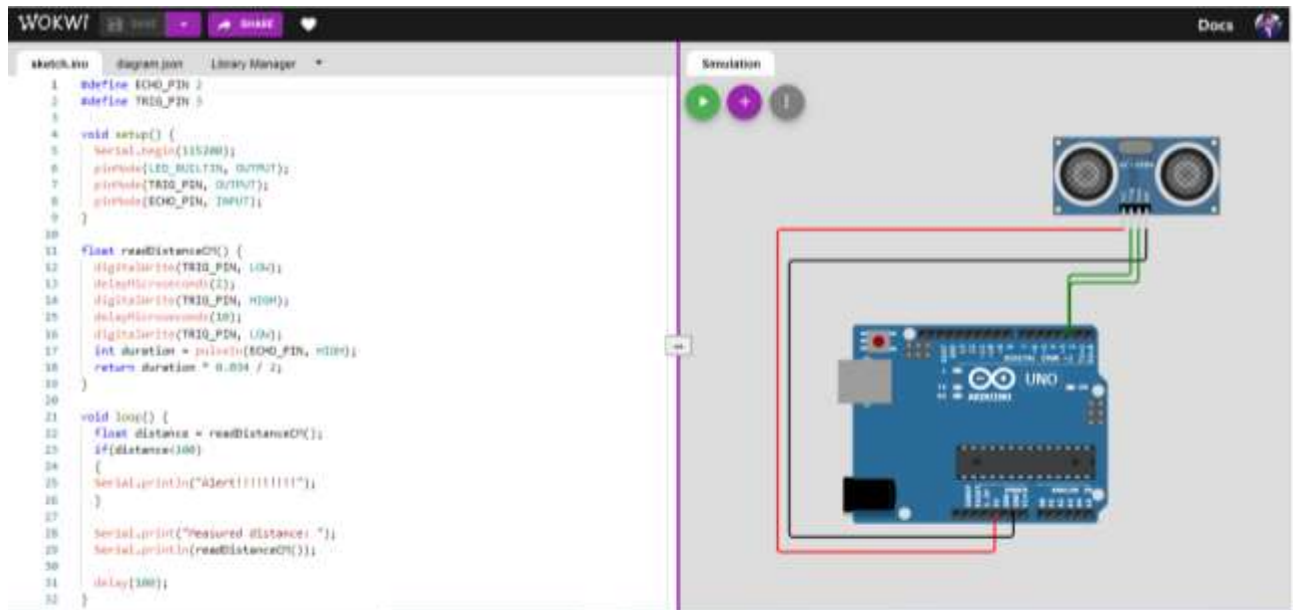 WOKWI SAVE SHARE Docs
sketch.ino diagram.json Library Manager
Simulation
1 #define ECHO_PIN 2
2 #define TRIG_PIN 3
3
4 void setup() {
5 Serial.begin(115200);
6 pinMode(LED_BUILTIN, OUTPUT);
7 pinMode(TRIG_PIN, OUTPUT);
8 pinMode(ECHO_PIN, INPUT);
9 }
10
11 float readDistanceCM() {
12 digitalWrite(TRIG_PIN, LOW);
13 delayMicroseconds(2);
14 digitalWrite(TRIG_PIN, HIGH);
15 delayMicroseconds(10);
16 digitalWrite(TRIG_PIN, LOW);
17 int duration = pulseIn(ECHO_PIN, HIGH);
18 return duration * 0.034 / 2;
19 }
20
21 void loop() {
22 float distance = readDistanceCM();
23 if(distance<100)
24 {
25 Serial.println("Alert!!!!!!!!!!");
26 }
27
28 Serial.print("Measured distance: ");
29 Serial.println(readDistanceCM());
30
31 delay(100);
32 }
UNO
ARDUINO